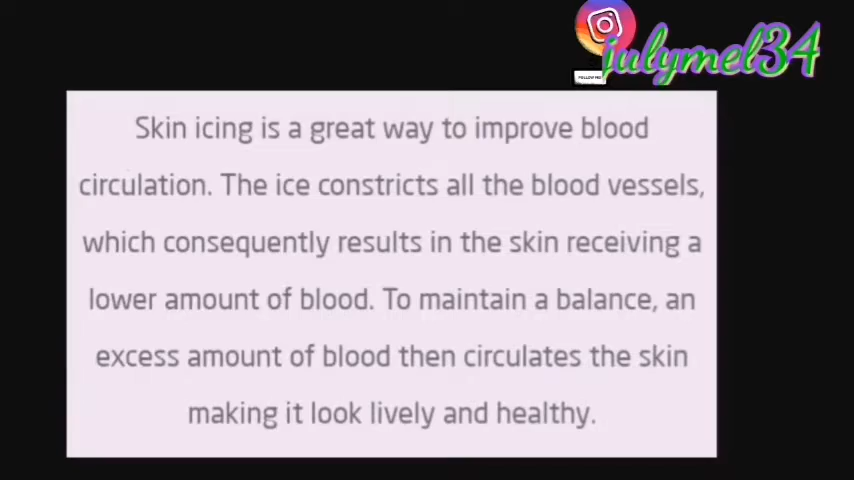 julymel34
FOLLOW ME
Skin icing is a great way to improve blood
circulation. The ice constricts all the blood vessels,
which consequently results in the skin receiving a
lower amount of blood. To maintain a balance, an
excess amount of blood then circulates the skin
making it look lively and healthy.